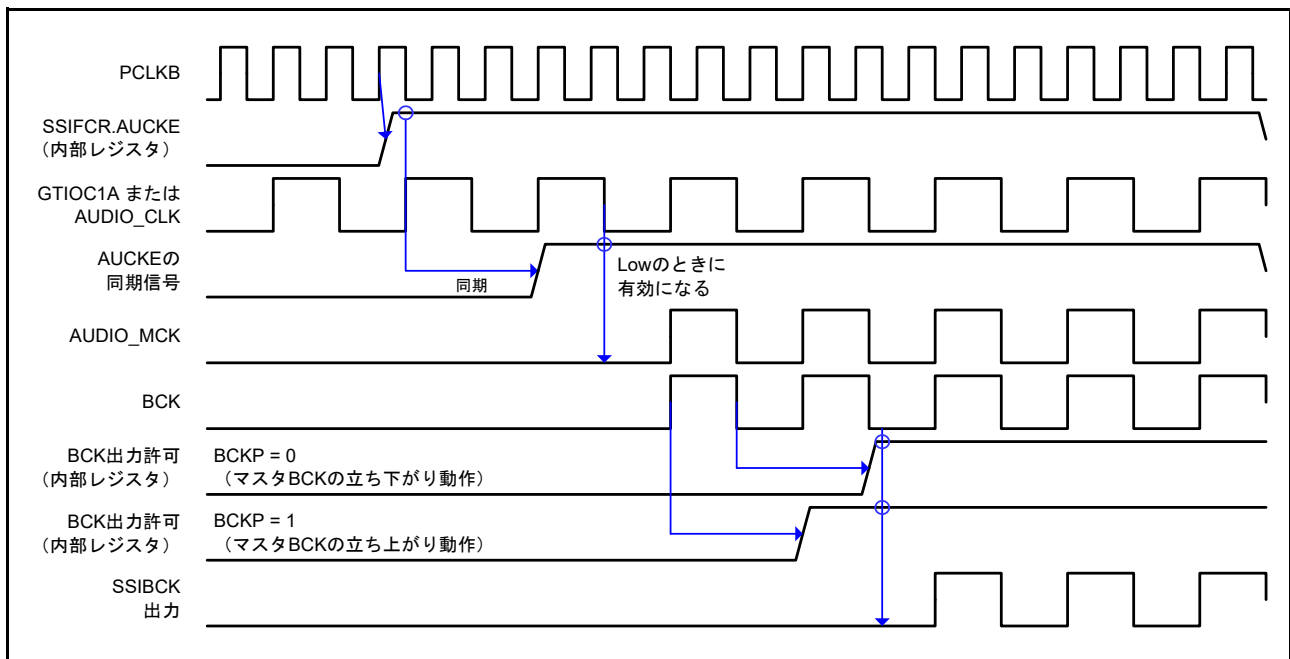 PCLKB
SSIFCR.AUCKE
（内部レジスタ）
GTIOC1A または
AUDIO_CLK
AUCKEの
同期信号
同期
Lowのときに
有効になる
AUDIO_MCK
BCK
BCK出力許可
（内部レジスタ）
BCKP = 0
（マスタBCKの立ち下がり動作）
BCK出力許可
（内部レジスタ）
BCKP = 1
（マスタBCKの立ち上がり動作）
SSIBCK
出力